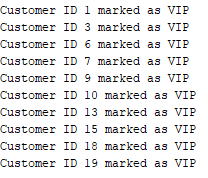 Customer ID 1 marked as VIP
Customer ID 3 marked as VIP
Customer ID 6 marked as VIP
Customer ID 7 marked as VIP
Customer ID 9 marked as VIP
Customer ID 10 marked as VIP
Customer ID 13 marked as VIP
Customer ID 15 marked as VIP
Customer ID 18 marked as VIP
Customer ID 19 marked as VIP